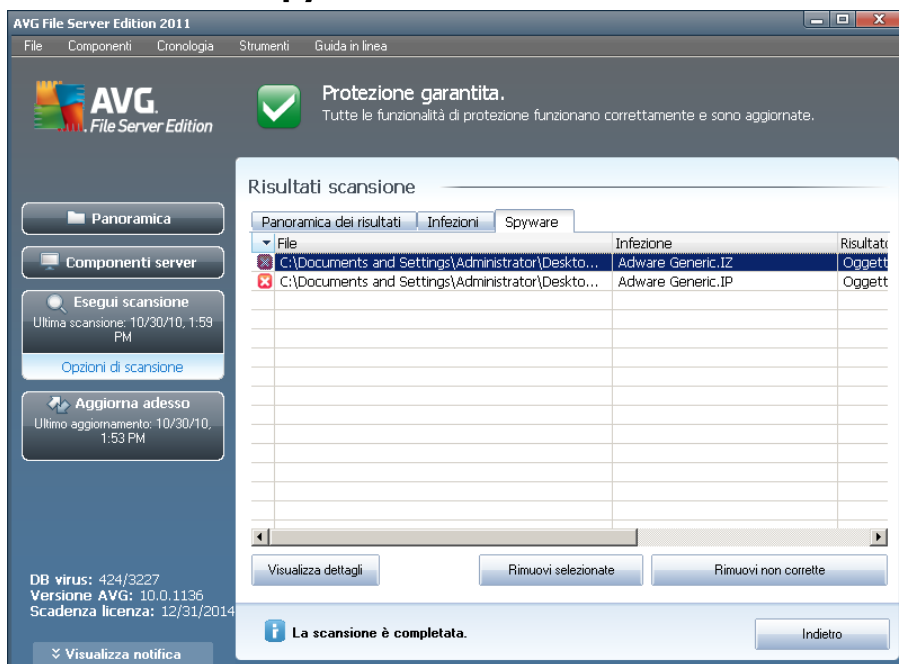 AVG File Server Edition 2011
File Componenti Cronologia Strumenti Guida in linea
AVG.
File Server Edition
Protezione garantita.
Tutte le funzionalità di protezione funzionano correttamente e sono aggiornate.
Panoramica
Componenti server
Esegui scansione
Ultima scansione: 10/30/10, 1:59
PM
Opzioni di scansione
Aggiorna adesso
Ultimo aggiornamento: 10/30/10,
1:53 PM
DB virus: 424/3227
Versione AVG: 10.0.1136
Scadenza licenza: 12/31/2014
Visualizza notifica
Risultati scansione
Panoramica dei risultati Infezioni Spyware
File Infezione Risultato
C:\Documents and Settings\Administrator\Deskto... Adware Generic.IZ Oggett
C:\Documents and Settings\Administrator\Deskto... Adware Generic.IP Oggett
Visualizza dettagli Rimuovi selezionate Rimuovi non corrette
La scansione è completata.
Indietro